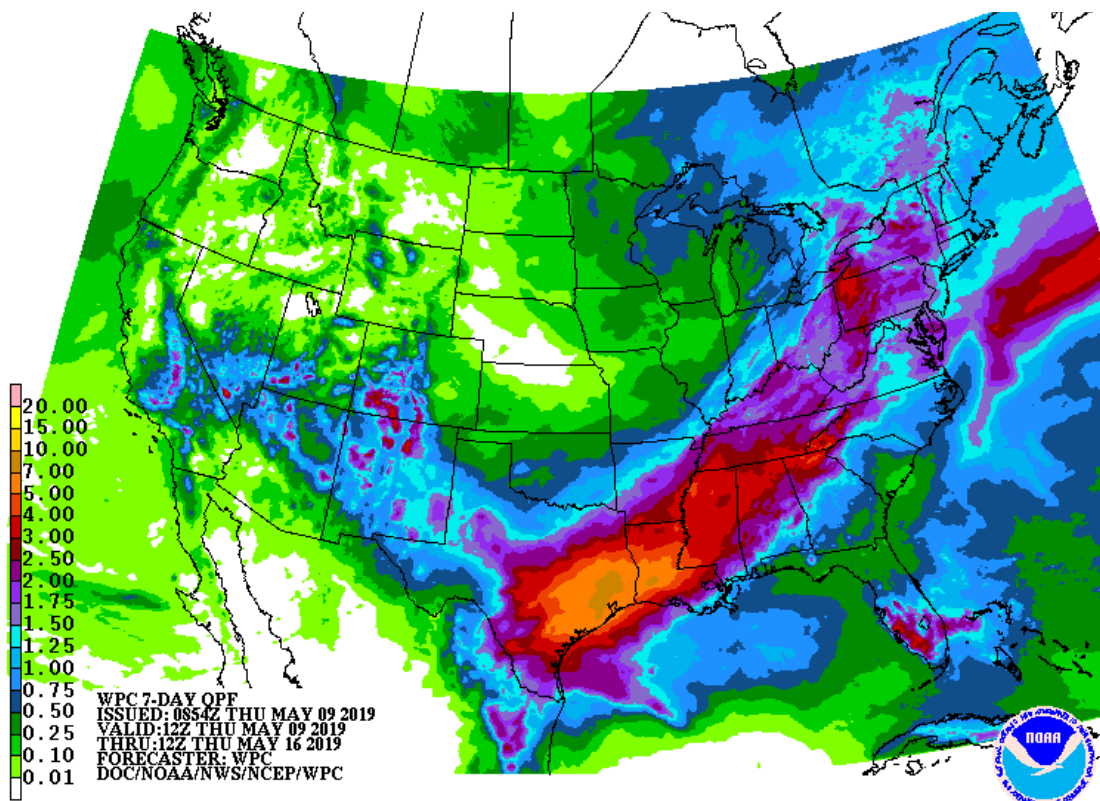 20.00
15.00
10.00
7.00
5.00
4.00
3.00
2.50
2.00
1.75
1.50
1.25
1.00
0.75
0.50
0.25
0.10
0.01
WPC 7-DAY QPF
ISSUED: 0854Z THU MAY 09 2019
VALID: 12Z THU MAY 09 2019
THRU: 12Z THU MAY 16 2019
FORECASTER: WPC
DOC/NOAA/NWS/NCEP/WPC
NOAA